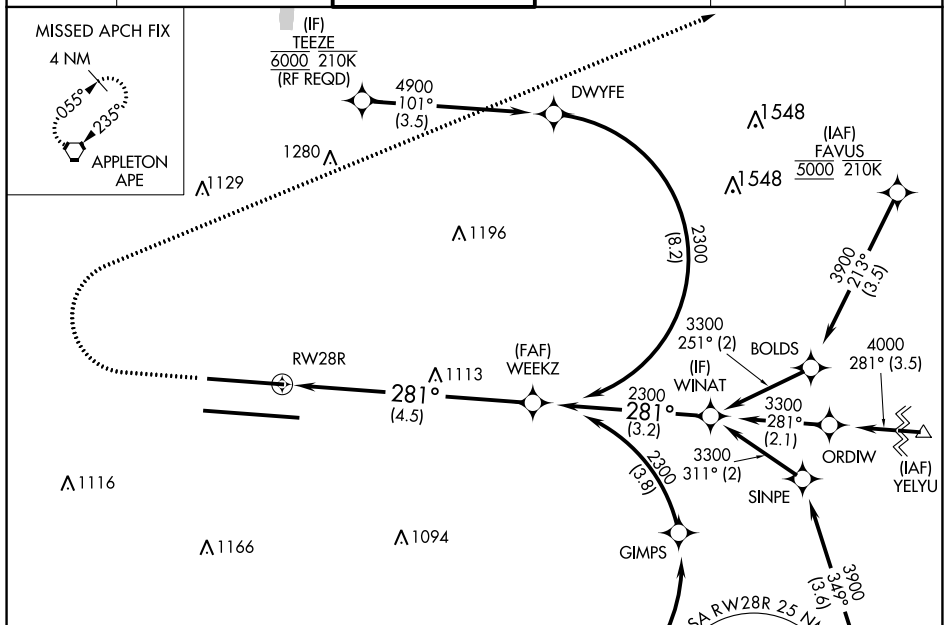 MISSED APCH FIX
4 NM
055°
235°
APPLETON
APE
(IF)
TEEZE
6000 210K
(RF REQD)
4900
101°
(3.5)
DWYFE
1548
(IAF)
FAVUS
5000 210K
1548
1280
1129
1196
2300
(8.2)
3900
213°
(3.5)
3300
251° (2)
BOLDS
4000
281° (3.5)
RW28R
1113
(FAF)
WEEKZ
(IF)
WINAT
281°
(4.5)
2300
281°
(3.2)
3300
281°
(2.1)
ORDIW
(IAF)
YELYU
3300
311° (2)
SINPE
2300
(3.8)
1116
1166
1094
GIMPS
3900
349°
(3.6)
SA RW28R 25 N